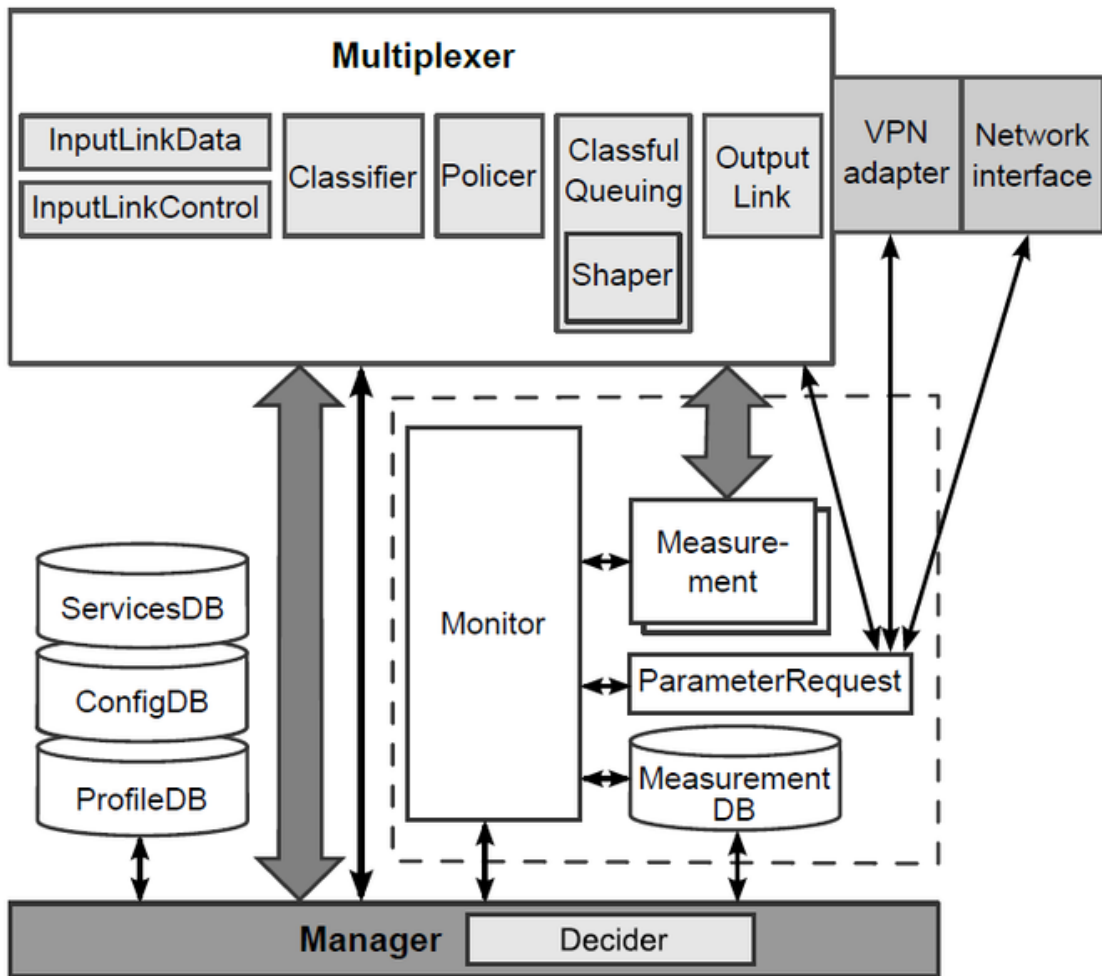 Multiplexer
InputLinkData
InputLinkControl
Classifier
Policer
Classful
Queuing
Shaper
Output
Link
VPN
adapter
Network
interface
Measure-
ment
Monitor
ParameterRequest
Measurement
DB
ServicesDB
ConfigDB
ProfileDB
Manager
Decider